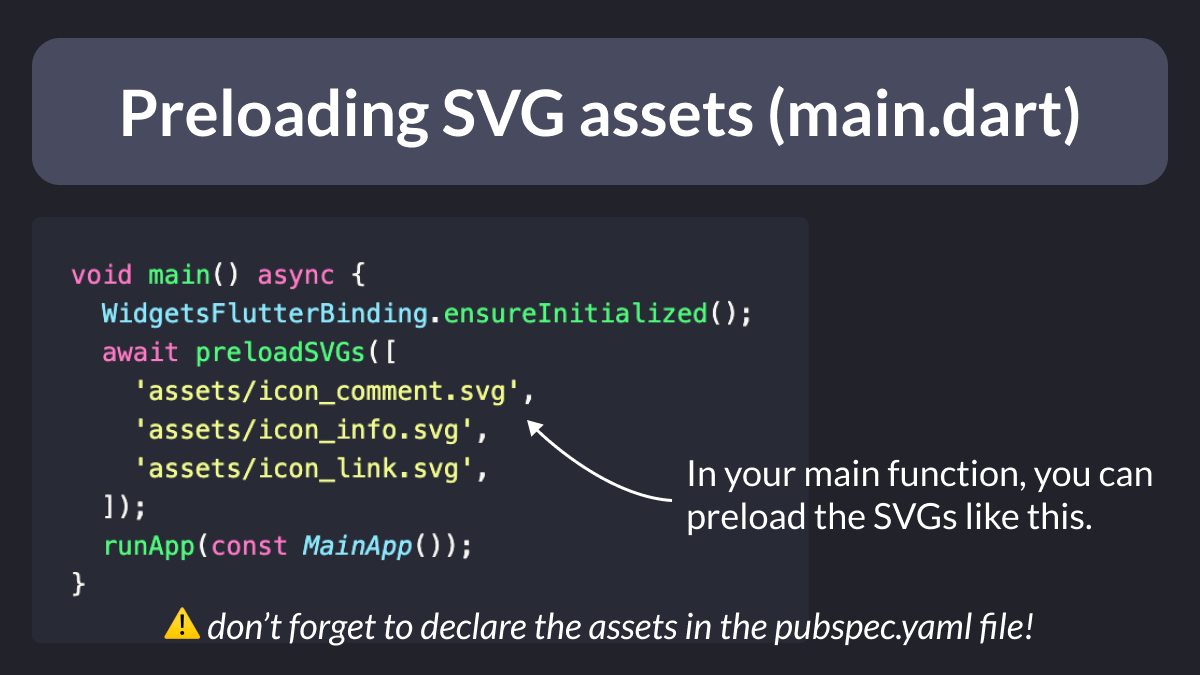 Preloading SVG assets (main.dart)
void main() async {
  WidgetsFlutterBinding.ensureInitialized();
  await preloadSVGs([
    'assets/icon_comment.svg',
    'assets/icon_info.svg',
    'assets/icon_link.svg',
  ]);
  runApp(const MainApp());
}
In your main function, you can
preload the SVGs like this.
⚠️ don’t forget to declare the assets in the pubspec.yaml file!